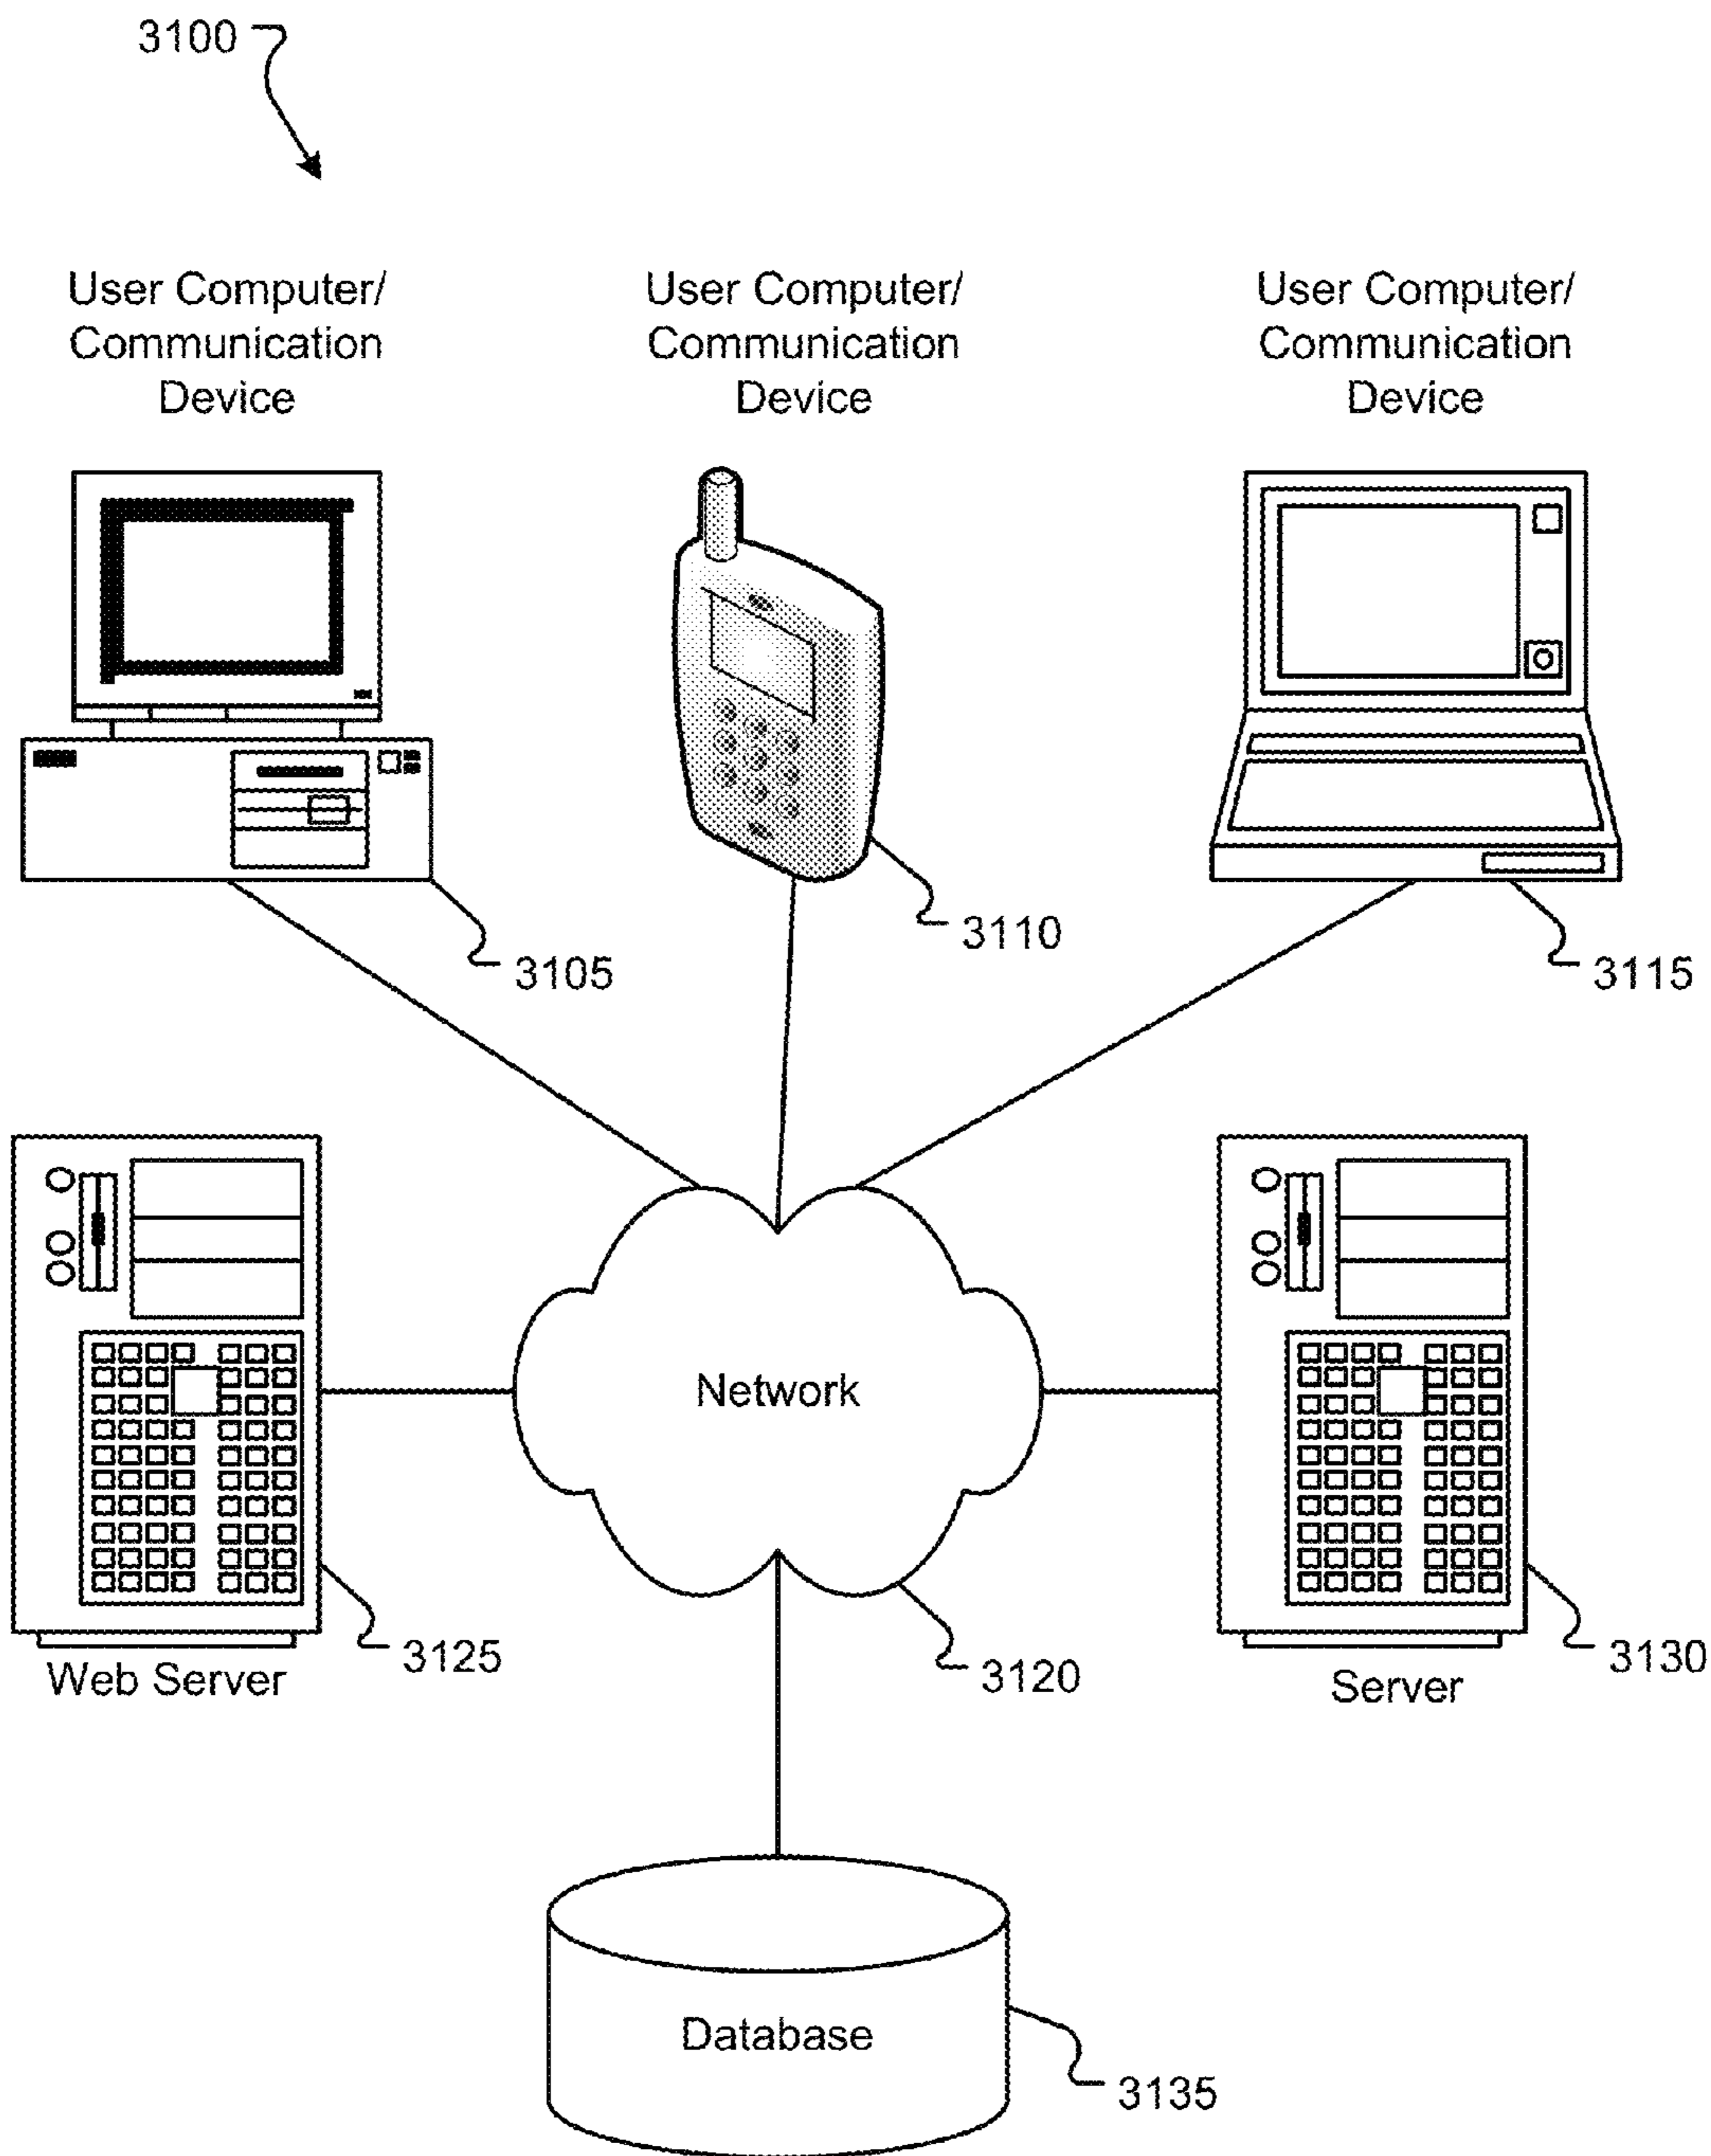 3100
User Computer/
Communication
Device
User Computer/
Communication
Device
User Computer/
Communication
Device
3105
3110
3115
Network
Web Server
3125
3120
Server
3130
Database
3135